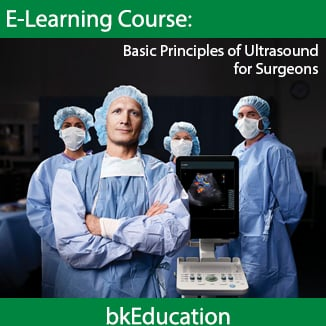 E-Learning Course:
Basic Principles of Ultrasound
for Surgeons
bkEducation